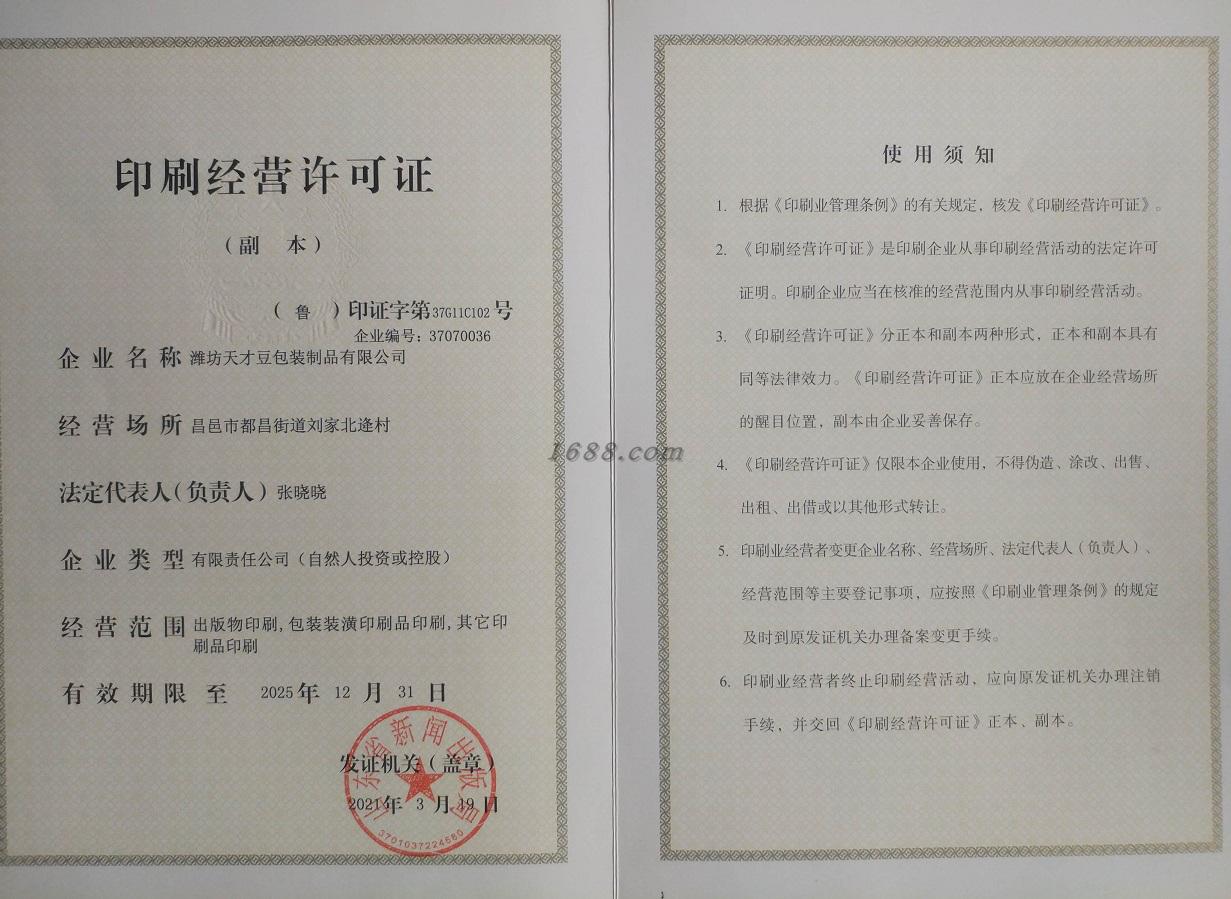 印刷经营许可证
（副 本）
（ 鲁 ）印证字第37G11C102号
企业编号：37070036
企业名称 潍坊天才豆包装制品有限公司
经营场所 昌邑市都昌街道刘家北逄村
法定代表人（负责人）张晓晓
企业类型 有限责任公司（自然人投资或控股）
经营范围 出版物印刷,包装装潢印刷品印刷,其它印
刷品印刷
有效期限至 2025年 12 月 31 日
发证机关（盖章）
2021年 3 月 19 日
山东省新闻出版局
3701037224580
1688.com
使用须知
1. 根据《印刷业管理条例》的有关规定，核发《印刷经营许可证》。
2. 《印刷经营许可证》是印刷企业从事印刷经营活动的法定许可
证明。印刷企业应当在核准的经营范围内从事印刷经营活动。
3. 《印刷经营许可证》分正本和副本两种形式，正本和副本具有
同等法律效力。《印刷经营许可证》正本应放在企业经营场所
的醒目位置，副本由企业妥善保存。
4. 《印刷经营许可证》仅限本企业使用，不得伪造、涂改、出售、
出租、出借或以其他形式转让。
5. 印刷业经营者变更企业名称、经营场所、法定代表人（负责人）、
经营范围等主要登记事项，应按照《印刷业管理条例》的规定
及时到原发证机关办理备案变更手续。
6. 印刷业经营者终止印刷经营活动，应向原发证机关办理注销
手续，并交回《印刷经营许可证》正本、副本。